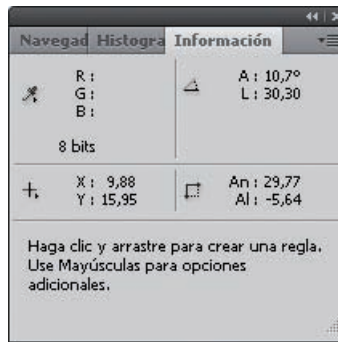 Navegad Histogra Información
R :
G :
B :
A : 10,7º
L : 30,30
8 bits
X : 9,88
Y : 15,95
An : 29,77
Al : -5,64
Haga clic y arrastre para crear una regla.
Use Mayúsculas para opciones
adicionales.